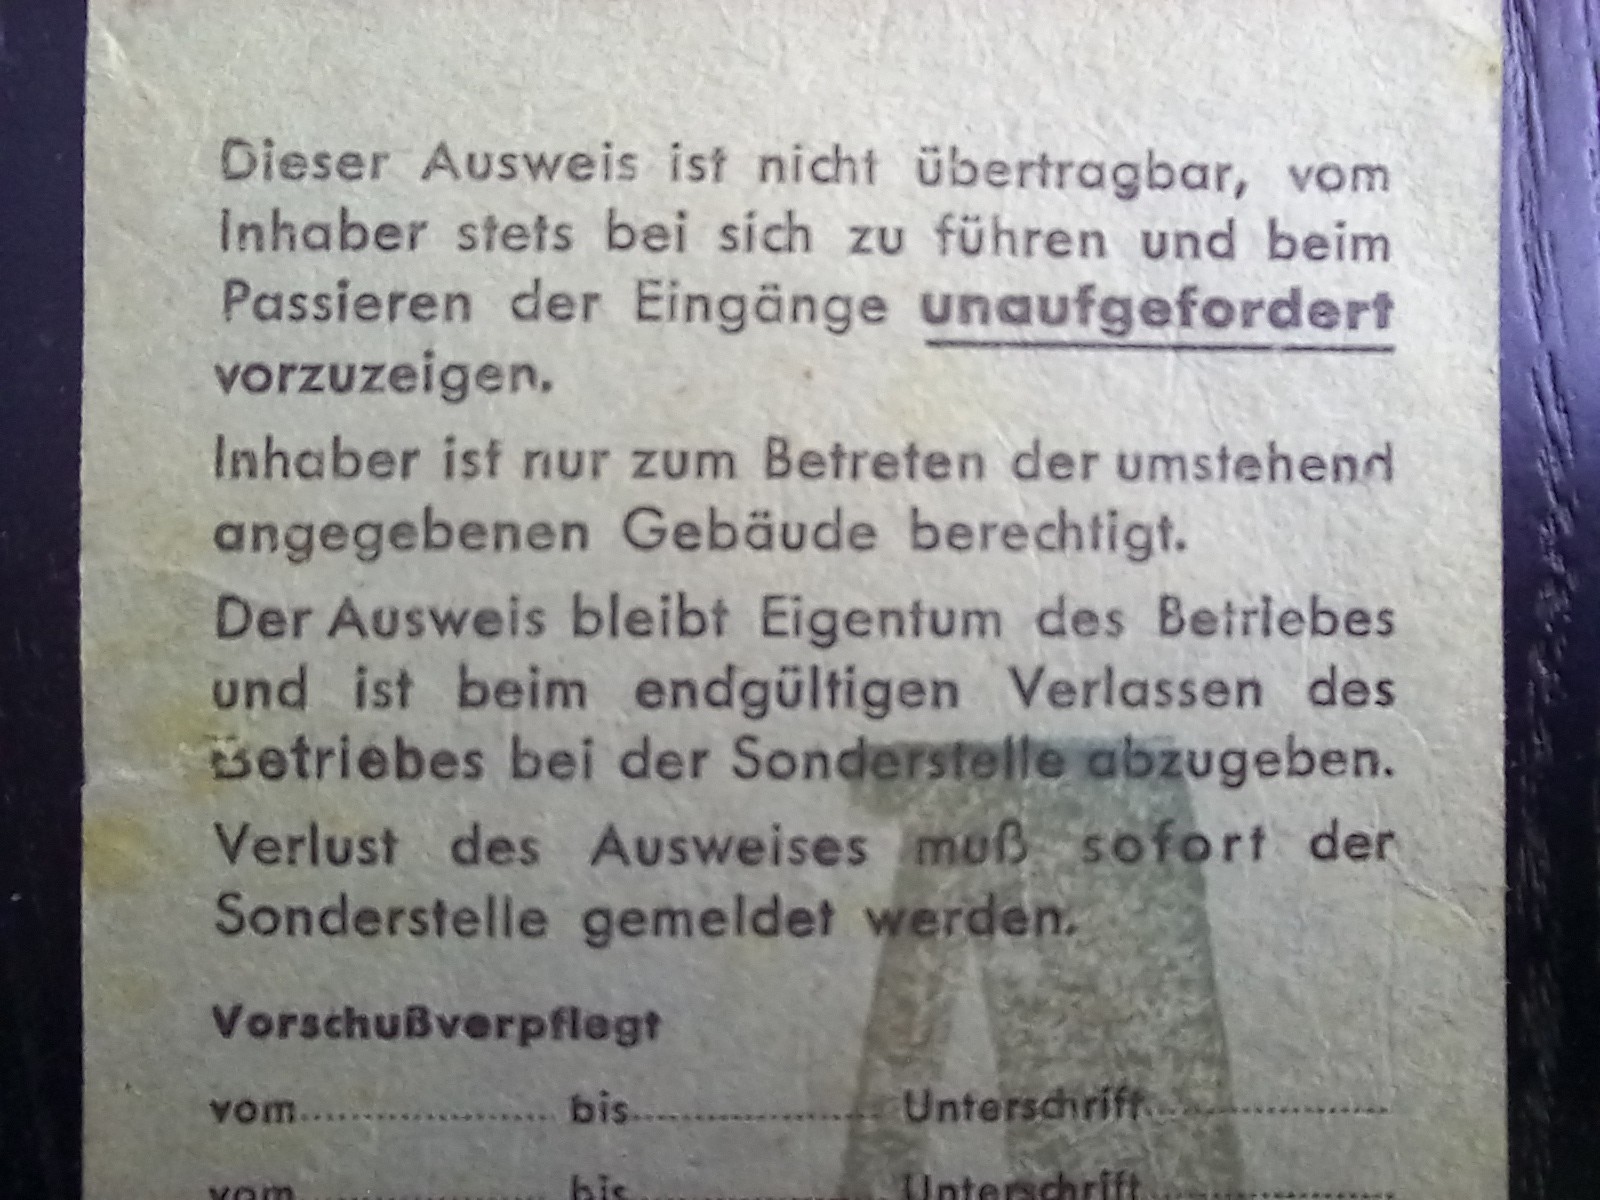 Dieser Ausweis ist nicht übertragbar, vom
Inhaber stets bei sich zu führen und beim
Passieren der Eingänge unaufgefordert
vorzuzeigen.
Inhaber ist nur zum Betreten der umstehend
angegebenen Gebäude berechtigt.
Der Ausweis bleibt Eigentum des Betriebes
und ist beim endgültigen Verlassen des
Betriebes bei der Sonderstelle abzugeben.
Verlust des Ausweises muß sofort der
Sonderstelle gemeldet werden.
Vorschußverpflegt
vom.................... bis.................... Unterschrift....................
vom.................... bis.................... Unterschrift....................